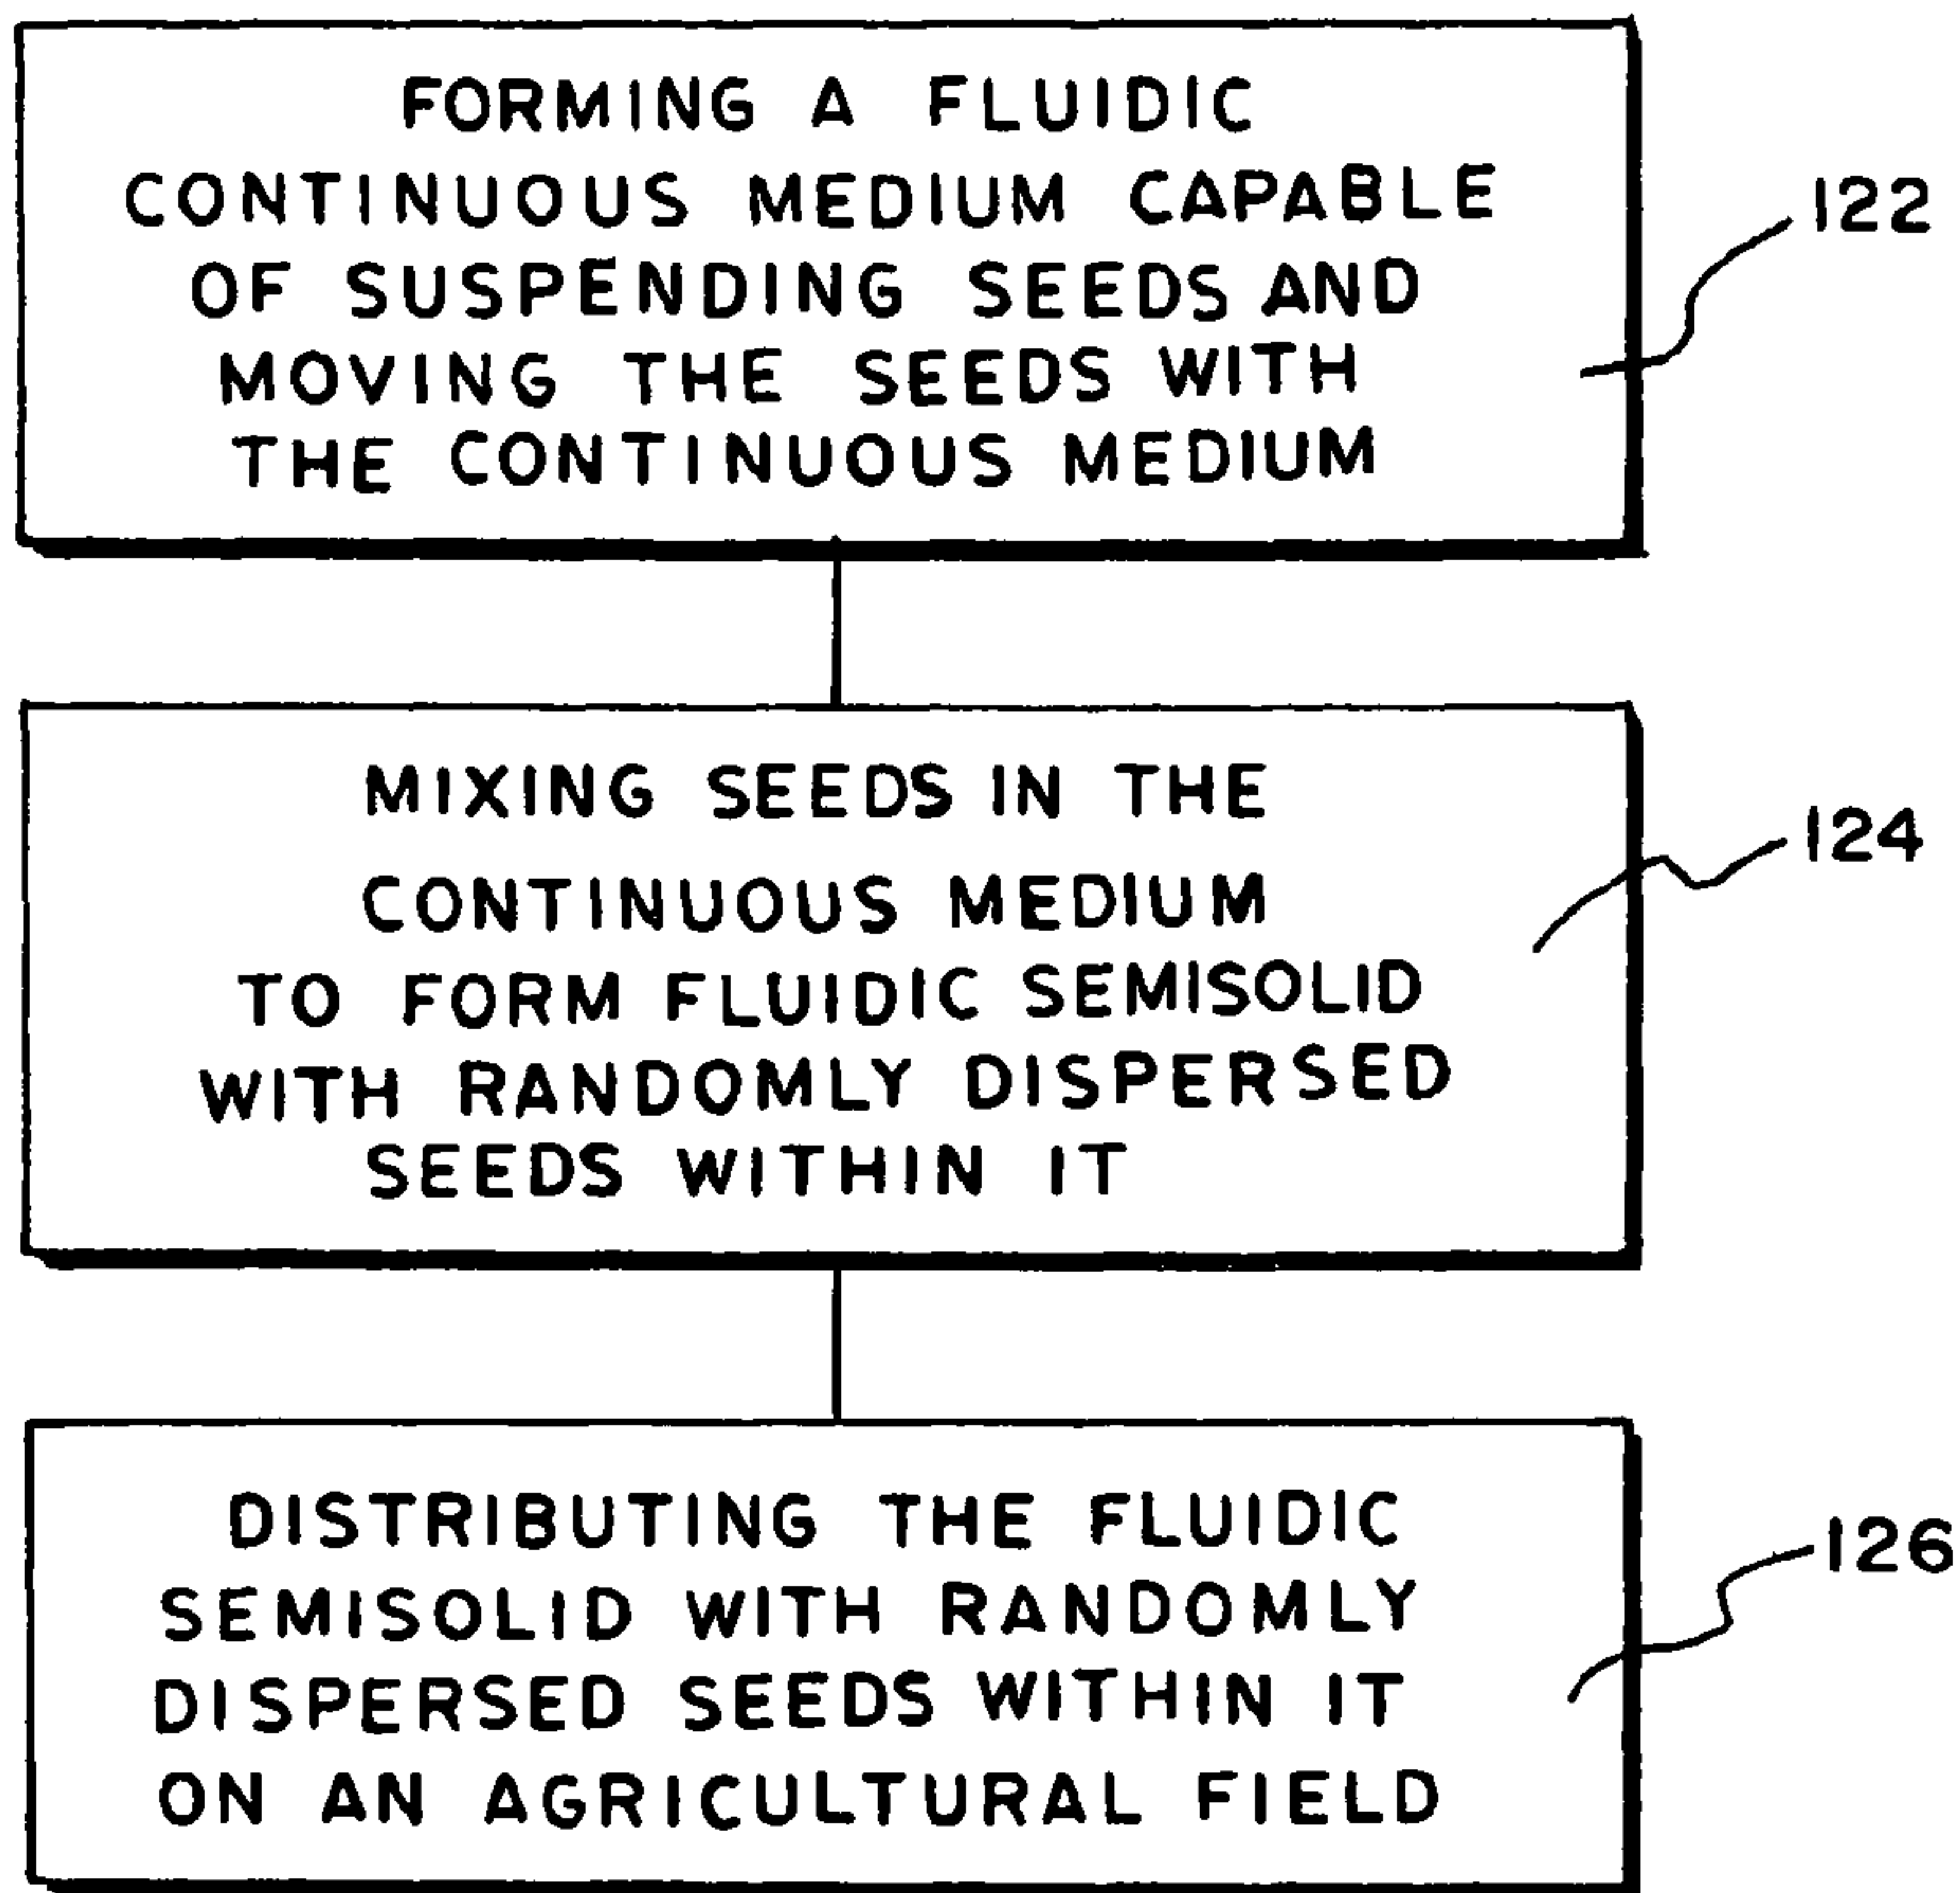 FORMING A FLUIDIC
CONTINUOUS MEDIUM CAPABLE
OF SUSPENDING SEEDS AND
MOVING THE SEEDS WITH
THE CONTINUOUS MEDIUM
122
MIXING SEEDS IN THE
CONTINUOUS MEDIUM
TO FORM FLUIDIC SEMISOLID
WITH RANDOMLY DISPERSED
SEEDS WITHIN IT
124
DISTRIBUTING THE FLUIDIC
SEMISOLID WITH RANDOMLY
DISPERSED SEEDS WITHIN IT
ON AN AGRICULTURAL FIELD
126